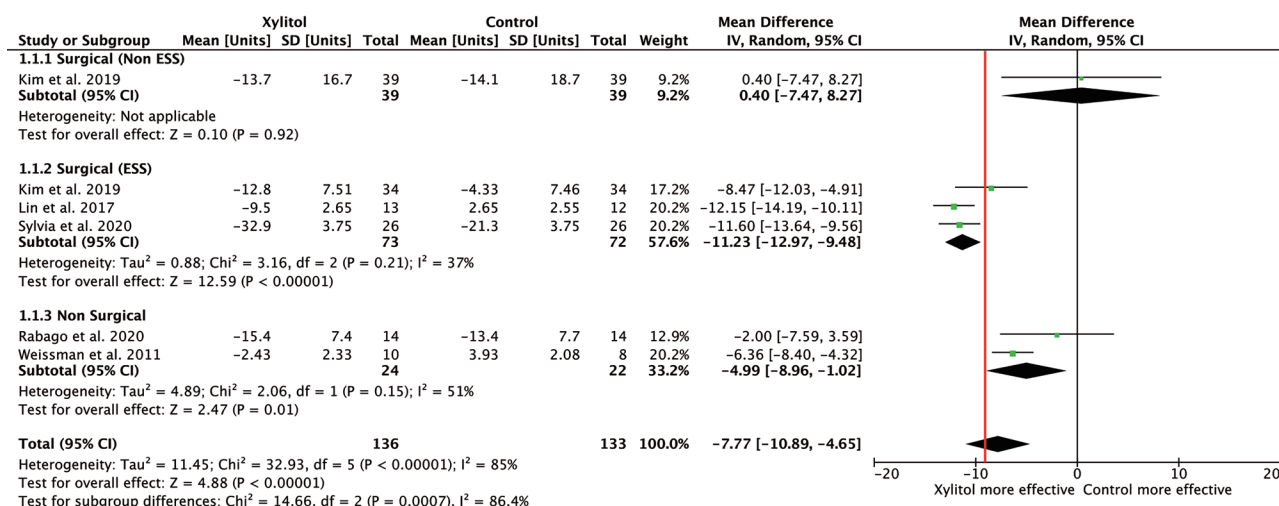 Xylitol Control Mean Difference Mean Difference
Study or Subgroup Mean [Units] SD [Units] Total Mean [Units] SD [Units] Total Weight IV, Random, 95% CI IV, Random, 95% CI
1.1.1 Surgical (Non ESS)
Kim et al. 2019 −13.7 16.7 39 −14.1 18.7 39 9.2% 0.40 [−7.47, 8.27]
Subtotal (95% CI) 39 39 9.2% 0.40 [−7.47, 8.27]
Heterogeneity: Not applicable
Test for overall effect: Z = 0.10 (P = 0.92)
1.1.2 Surgical (ESS)
Kim et al. 2019 −12.8 7.51 34 −4.33 7.46 34 17.2% −8.47 [−12.03, −4.91]
Lin et al. 2017 −9.5 2.65 13 2.65 2.55 12 20.2% −12.15 [−14.19, −10.11]
Sylvia et al. 2020 −32.9 3.75 26 −21.3 3.75 26 20.2% −11.60 [−13.64, −9.56]
Subtotal (95% CI) 73 72 57.6% −11.23 [−12.97, −9.48]
Heterogeneity: Tau² = 0.88; Chi² = 3.16, df = 2 (P = 0.21); I² = 37%
Test for overall effect: Z = 12.59 (P < 0.00001)
1.1.3 Non Surgical
Rabago et al. 2020 −15.4 7.4 14 −13.4 7.7 14 12.9% −2.00 [−7.59, 3.59]
Weissman et al. 2011 −2.43 2.33 10 3.93 2.08 8 20.2% −6.36 [−8.40, −4.32]
Subtotal (95% CI) 24 22 33.2% −4.99 [−8.96, −1.02]
Heterogeneity: Tau² = 4.89; Chi² = 2.06, df = 1 (P = 0.15); I² = 51%
Test for overall effect: Z = 2.47 (P = 0.01)
Total (95% CI) 136 133 100.0% −7.77 [−10.89, −4.65]
Heterogeneity: Tau² = 11.45; Chi² = 32.93, df = 5 (P < 0.00001); I² = 85%
Test for overall effect: Z = 4.88 (P < 0.00001)
Test for subgroup differences: Chi² = 14.66, df = 2 (P = 0.0007), I² = 86.4%
−20 −10 0 10 20
Xylitol more effective Control more effective